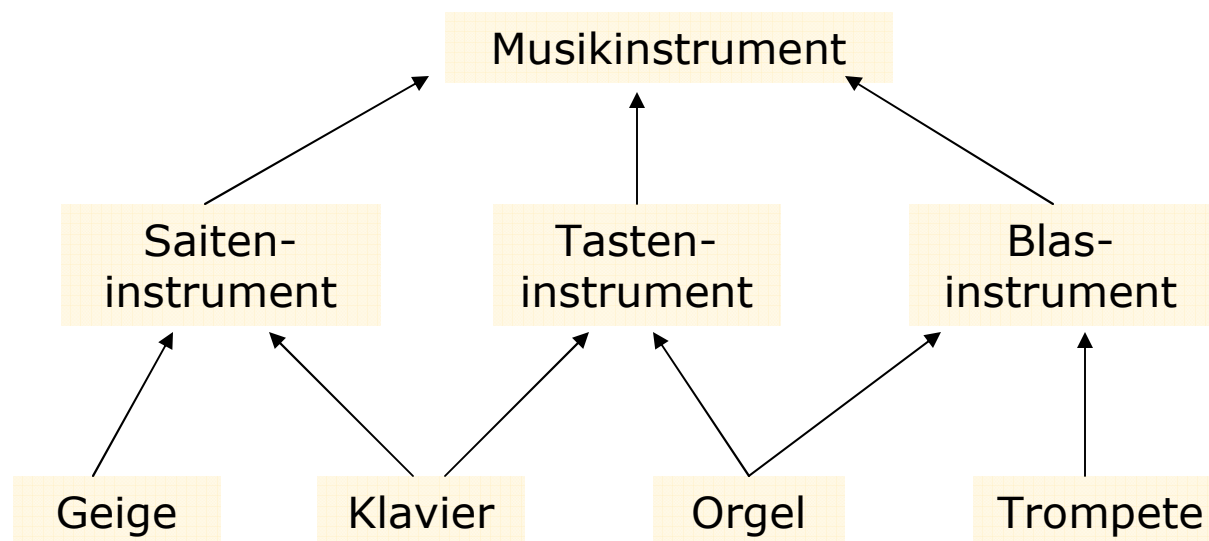 Musikinstrument
Saiten-
instrument
Tasten-
instrument
Blas-
instrument
Geige
Klavier
Orgel
Trompete